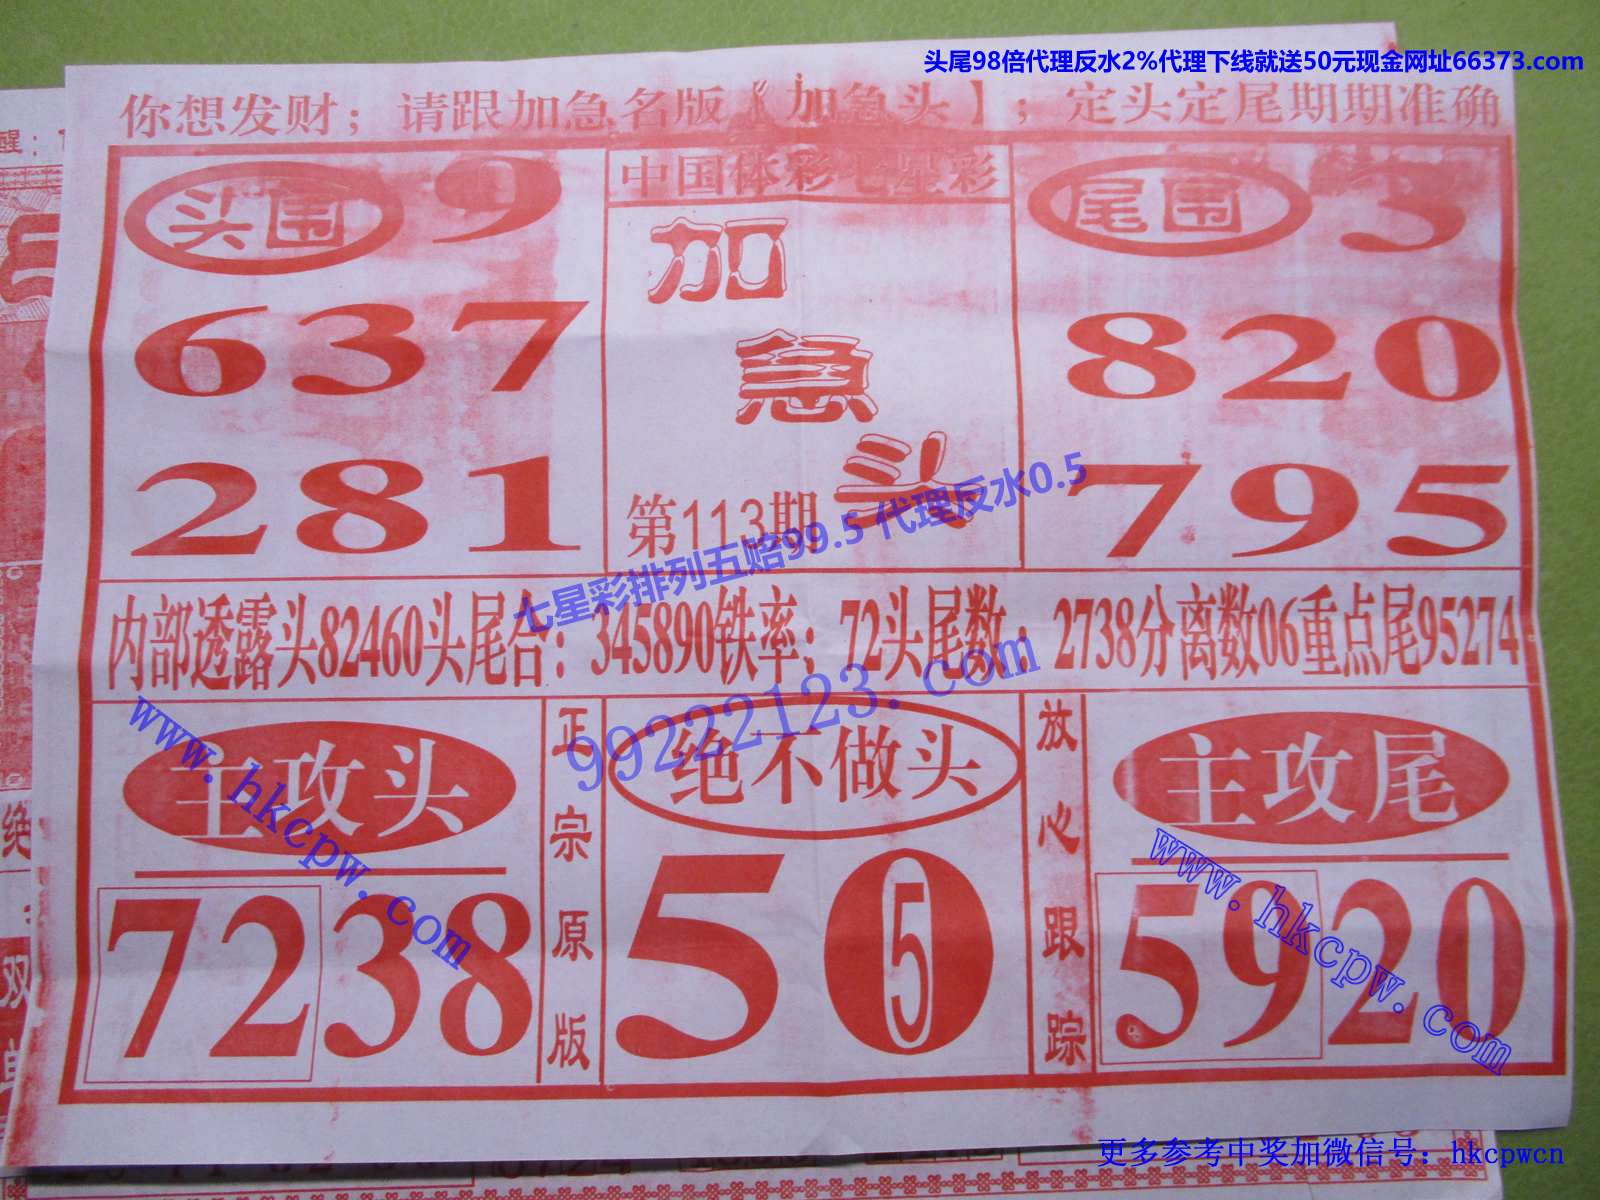 头尾98倍代理反水2%代理下线就送50元现金网址66373.com
你想发财；请跟加急名版【加急头】；定头定尾期期准确
头围 9
637
281
中国体彩七星彩
加急头
第113期
尾围 3
820
795
七星彩排列五赔99.5 代理反水0.5
内部透露头82460头尾合：345890铁率；72头尾数：2738分离数06重点尾95274
99222123.com
主攻头
7238
www.hkcpw.com
正宗原版
绝不做头
50
5
放心跟踪
主攻尾
5920
www.hkcpw.com
更多参考中奖加微信号：hkcpwcn